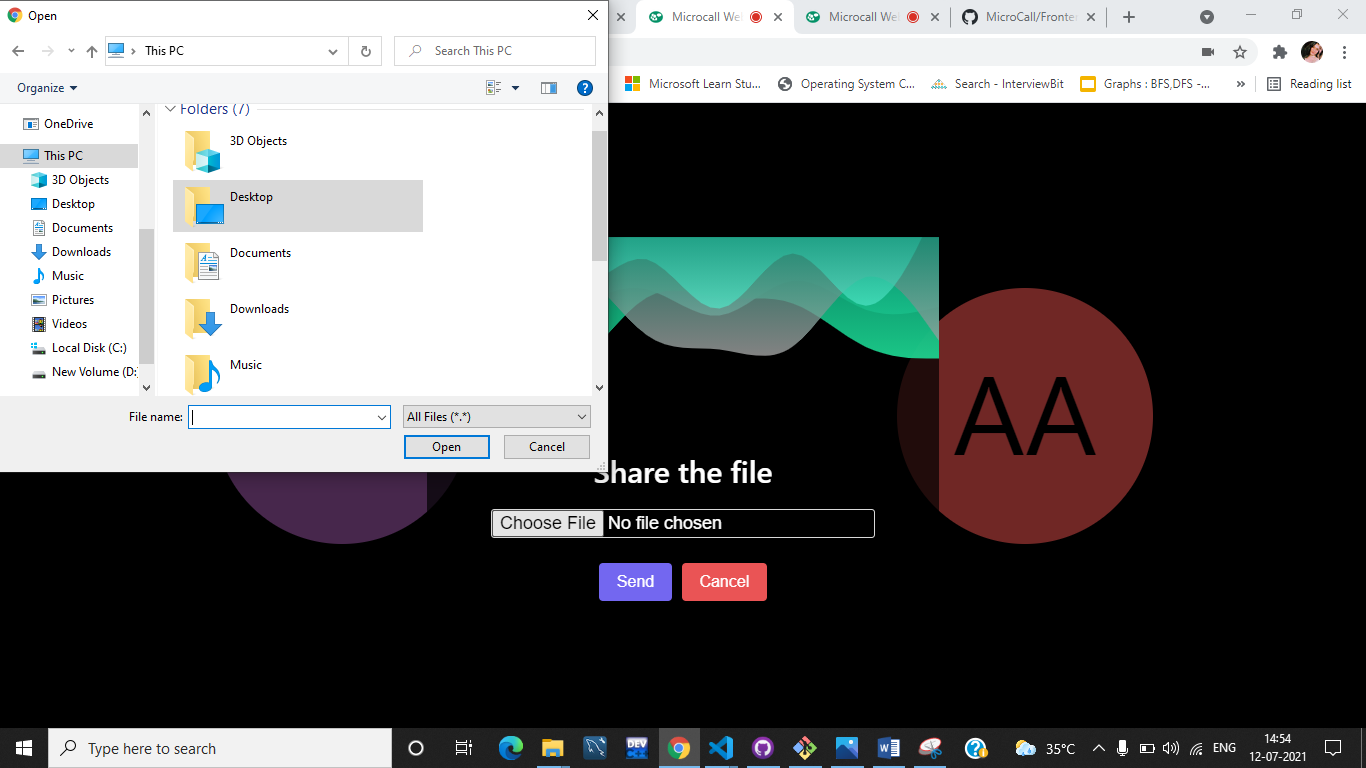 Open
This PC
Search This PC
Organize
OneDrive
This PC
3D Objects
Desktop
Documents
Downloads
Music
Pictures
Videos
Local Disk (C:)
New Volume (D:
Folders (7)
3D Objects
Desktop
Documents
Downloads
Music
File name:
All Files (*.*)
Open
Cancel
Microcall We
Microcall We
MicroCall/Fronte
Microsoft Learn Stu...
Operating System C...
Search - InterviewBit
Graphs : BFS,DFS -...
»
Reading list
AA
Share the file
Choose File No file chosen
Send
Cancel
Type here to search
DEV
C++
35°C
ENG
14:54
12-07-2021